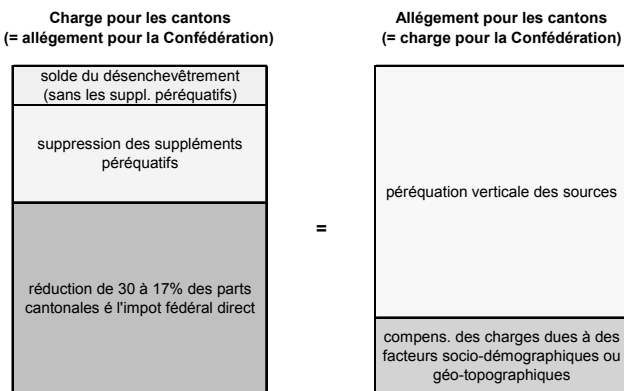 Charge pour les cantons
(= allégement pour la Confédération)
solde du désenchevêtrement
(sans les suppl. péréquatifs)
suppression des suppléments
péréquatifs
réduction de 30 à 17% des parts
cantonales é l'impot fédéral direct
=
Allégement pour les cantons
(= charge pour la Confédération)
péréquation verticale des sources
compens. des charges dues à des
facteurs socio-démographiques ou
géo-topographiques